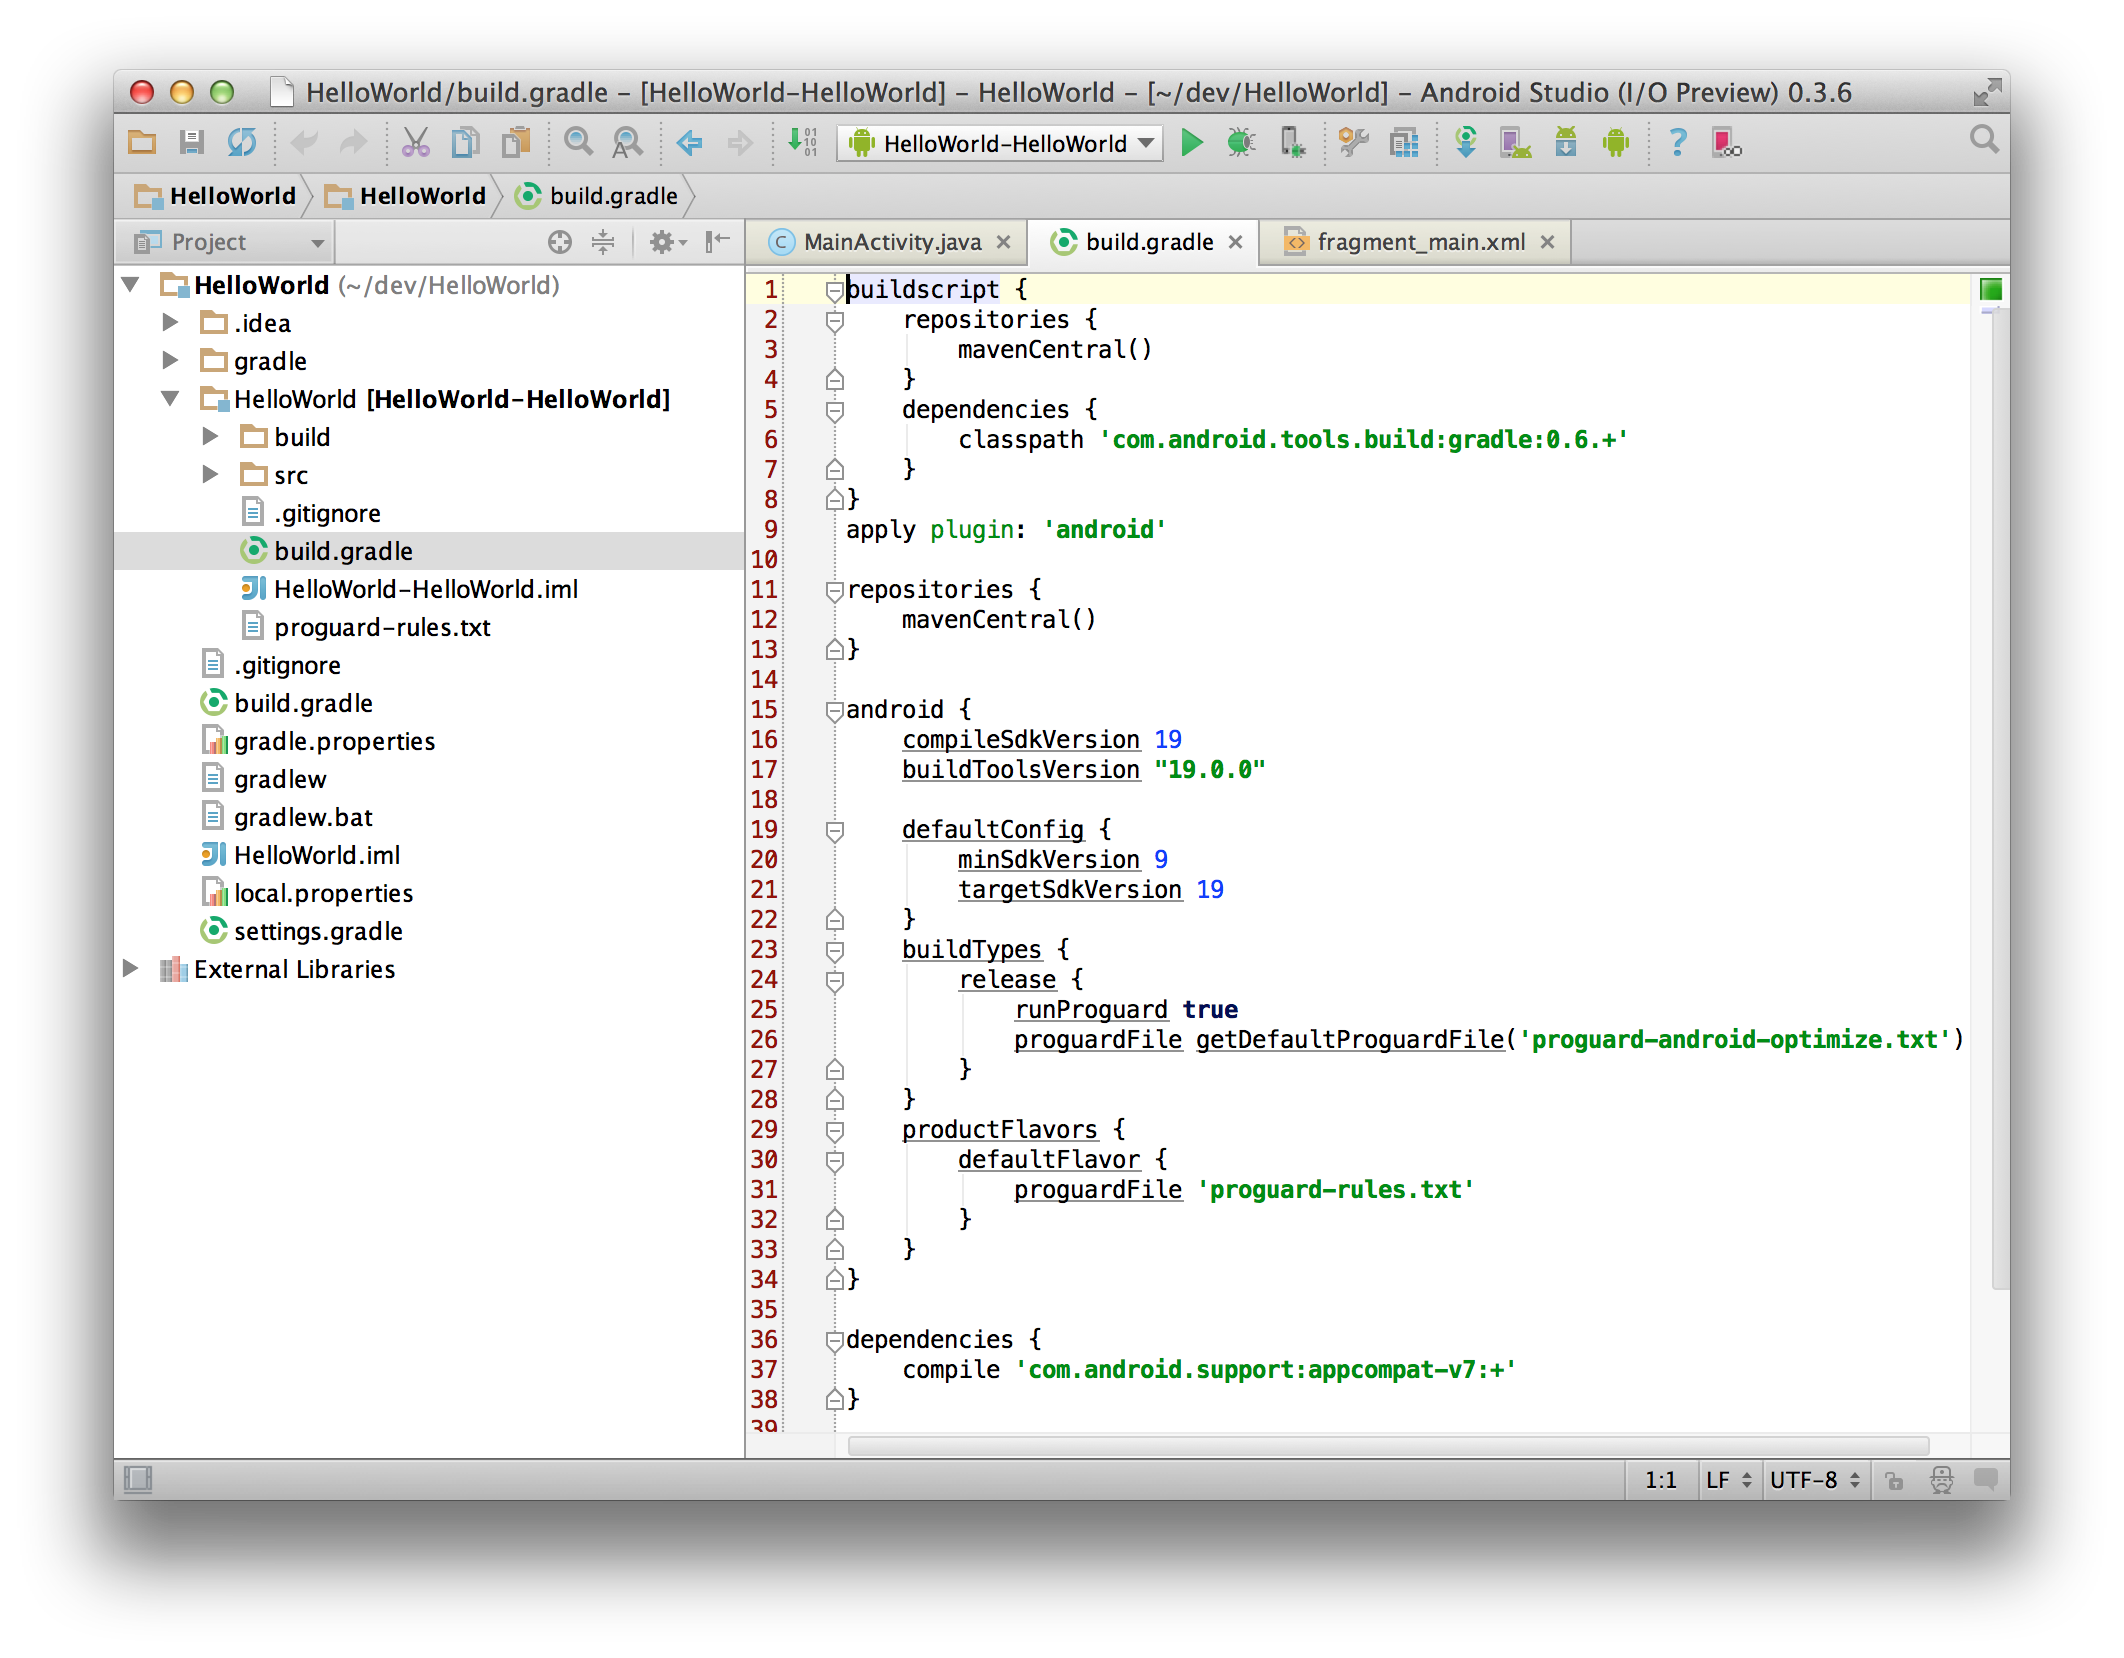 HelloWorld/build.gradle – [HelloWorld-HelloWorld] – HelloWorld – [~/dev/HelloWorld] – Android Studio (I/O Preview) 0.3.6
HelloWorld-HelloWorld
HelloWorld HelloWorld build.gradle
Project
MainActivity.java build.gradle fragment_main.xml
HelloWorld (~/dev/HelloWorld)
.idea
gradle
HelloWorld [HelloWorld-HelloWorld]
build
src
.gitignore
build.gradle
HelloWorld-HelloWorld.iml
proguard-rules.txt
.gitignore
build.gradle
gradle.properties
gradlew
gradlew.bat
HelloWorld.iml
local.properties
settings.gradle
External Libraries
1 buildscript {
2 repositories {
3 mavenCentral()
4 }
5 dependencies {
6 classpath 'com.android.tools.build:gradle:0.6.+'
7 }
8 }
9 apply plugin: 'android'
10
11 repositories {
12 mavenCentral()
13 }
14
15 android {
16 compileSdkVersion 19
17 buildToolsVersion "19.0.0"
18
19 defaultConfig {
20 minSdkVersion 9
21 targetSdkVersion 19
22 }
23 buildTypes {
24 release {
25 runProguard true
26 proguardFile getDefaultProguardFile('proguard-android-optimize.txt')
27 }
28 }
29 productFlavors {
30 defaultFlavor {
31 proguardFile 'proguard-rules.txt'
32 }
33 }
34 }
35
36 dependencies {
37 compile 'com.android.support:appcompat-v7:+'
38 }
39
1:1 LF UTF-8